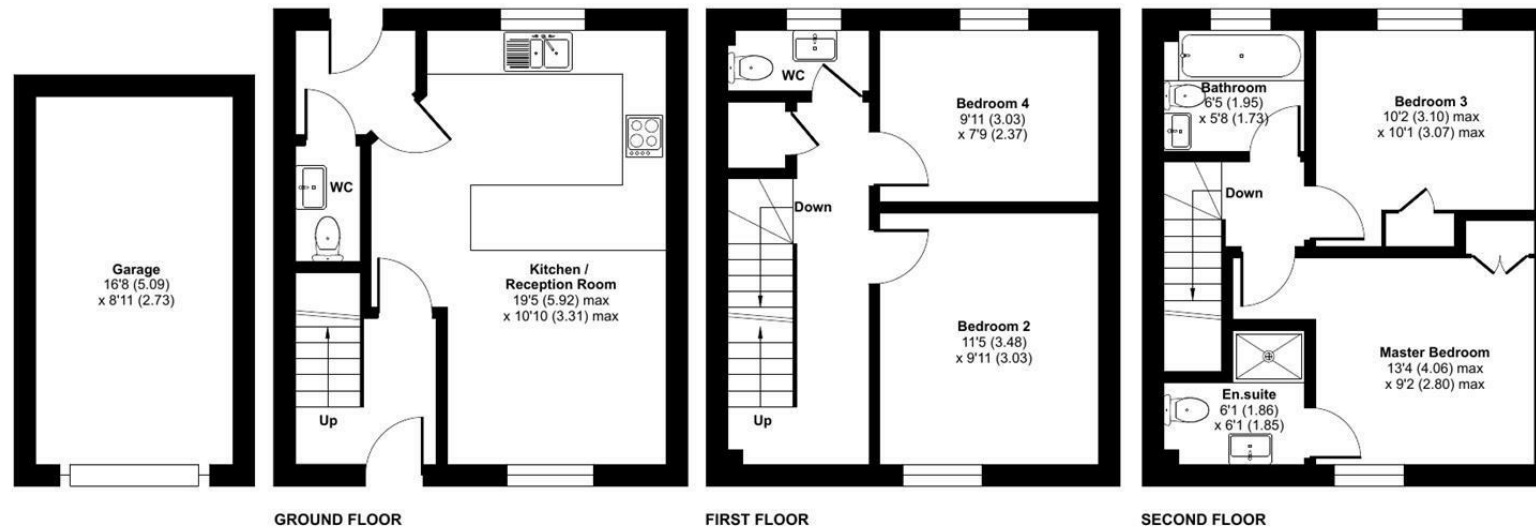 Garage
16'8 (5.09)
x 8'11 (2.73)
WC
Up
Kitchen /
Reception Room
19'5 (5.92) max
x 10'10 (3.31) max
GROUND FLOOR
WC
Down
Up
Bedroom 4
9'11 (3.03)
x 7'9 (2.37)
Bedroom 2
11'5 (3.48)
x 9'11 (3.03)
FIRST FLOOR
Bathroom
6'5 (1.95)
x 5'8 (1.73)
Bedroom 3
10'2 (3.10) max
x 10'1 (3.07) max
Down
Master Bedroom
13'4 (4.06) max
x 9'2 (2.80) max
En.suite
6'1 (1.86)
x 6'1 (1.85)
SECOND FLOOR